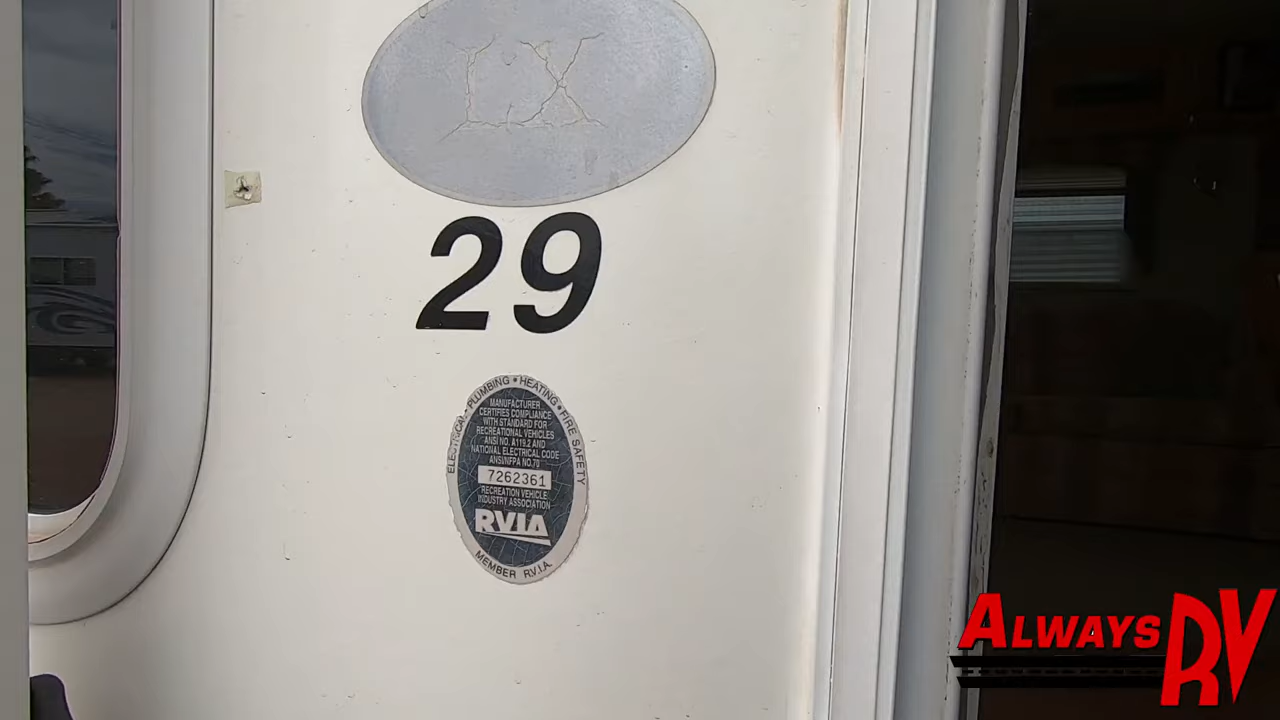 LX
29
ELECTRICAL • PLUMBING • HEATING • FIRE SAFETY
MANUFACTURER
CERTIFIES COMPLIANCE
WITH STANDARD FOR
RECREATIONAL VEHICLES
ANSI NO. A119.2 AND
NATIONAL ELECTRICAL CODE
ANSI/NFPA NO. 70
7262361
RECREATION VEHICLE
INDUSTRY ASSOCIATION
RVIA
MEMBER R.V.I.A.
ALWAYS RV